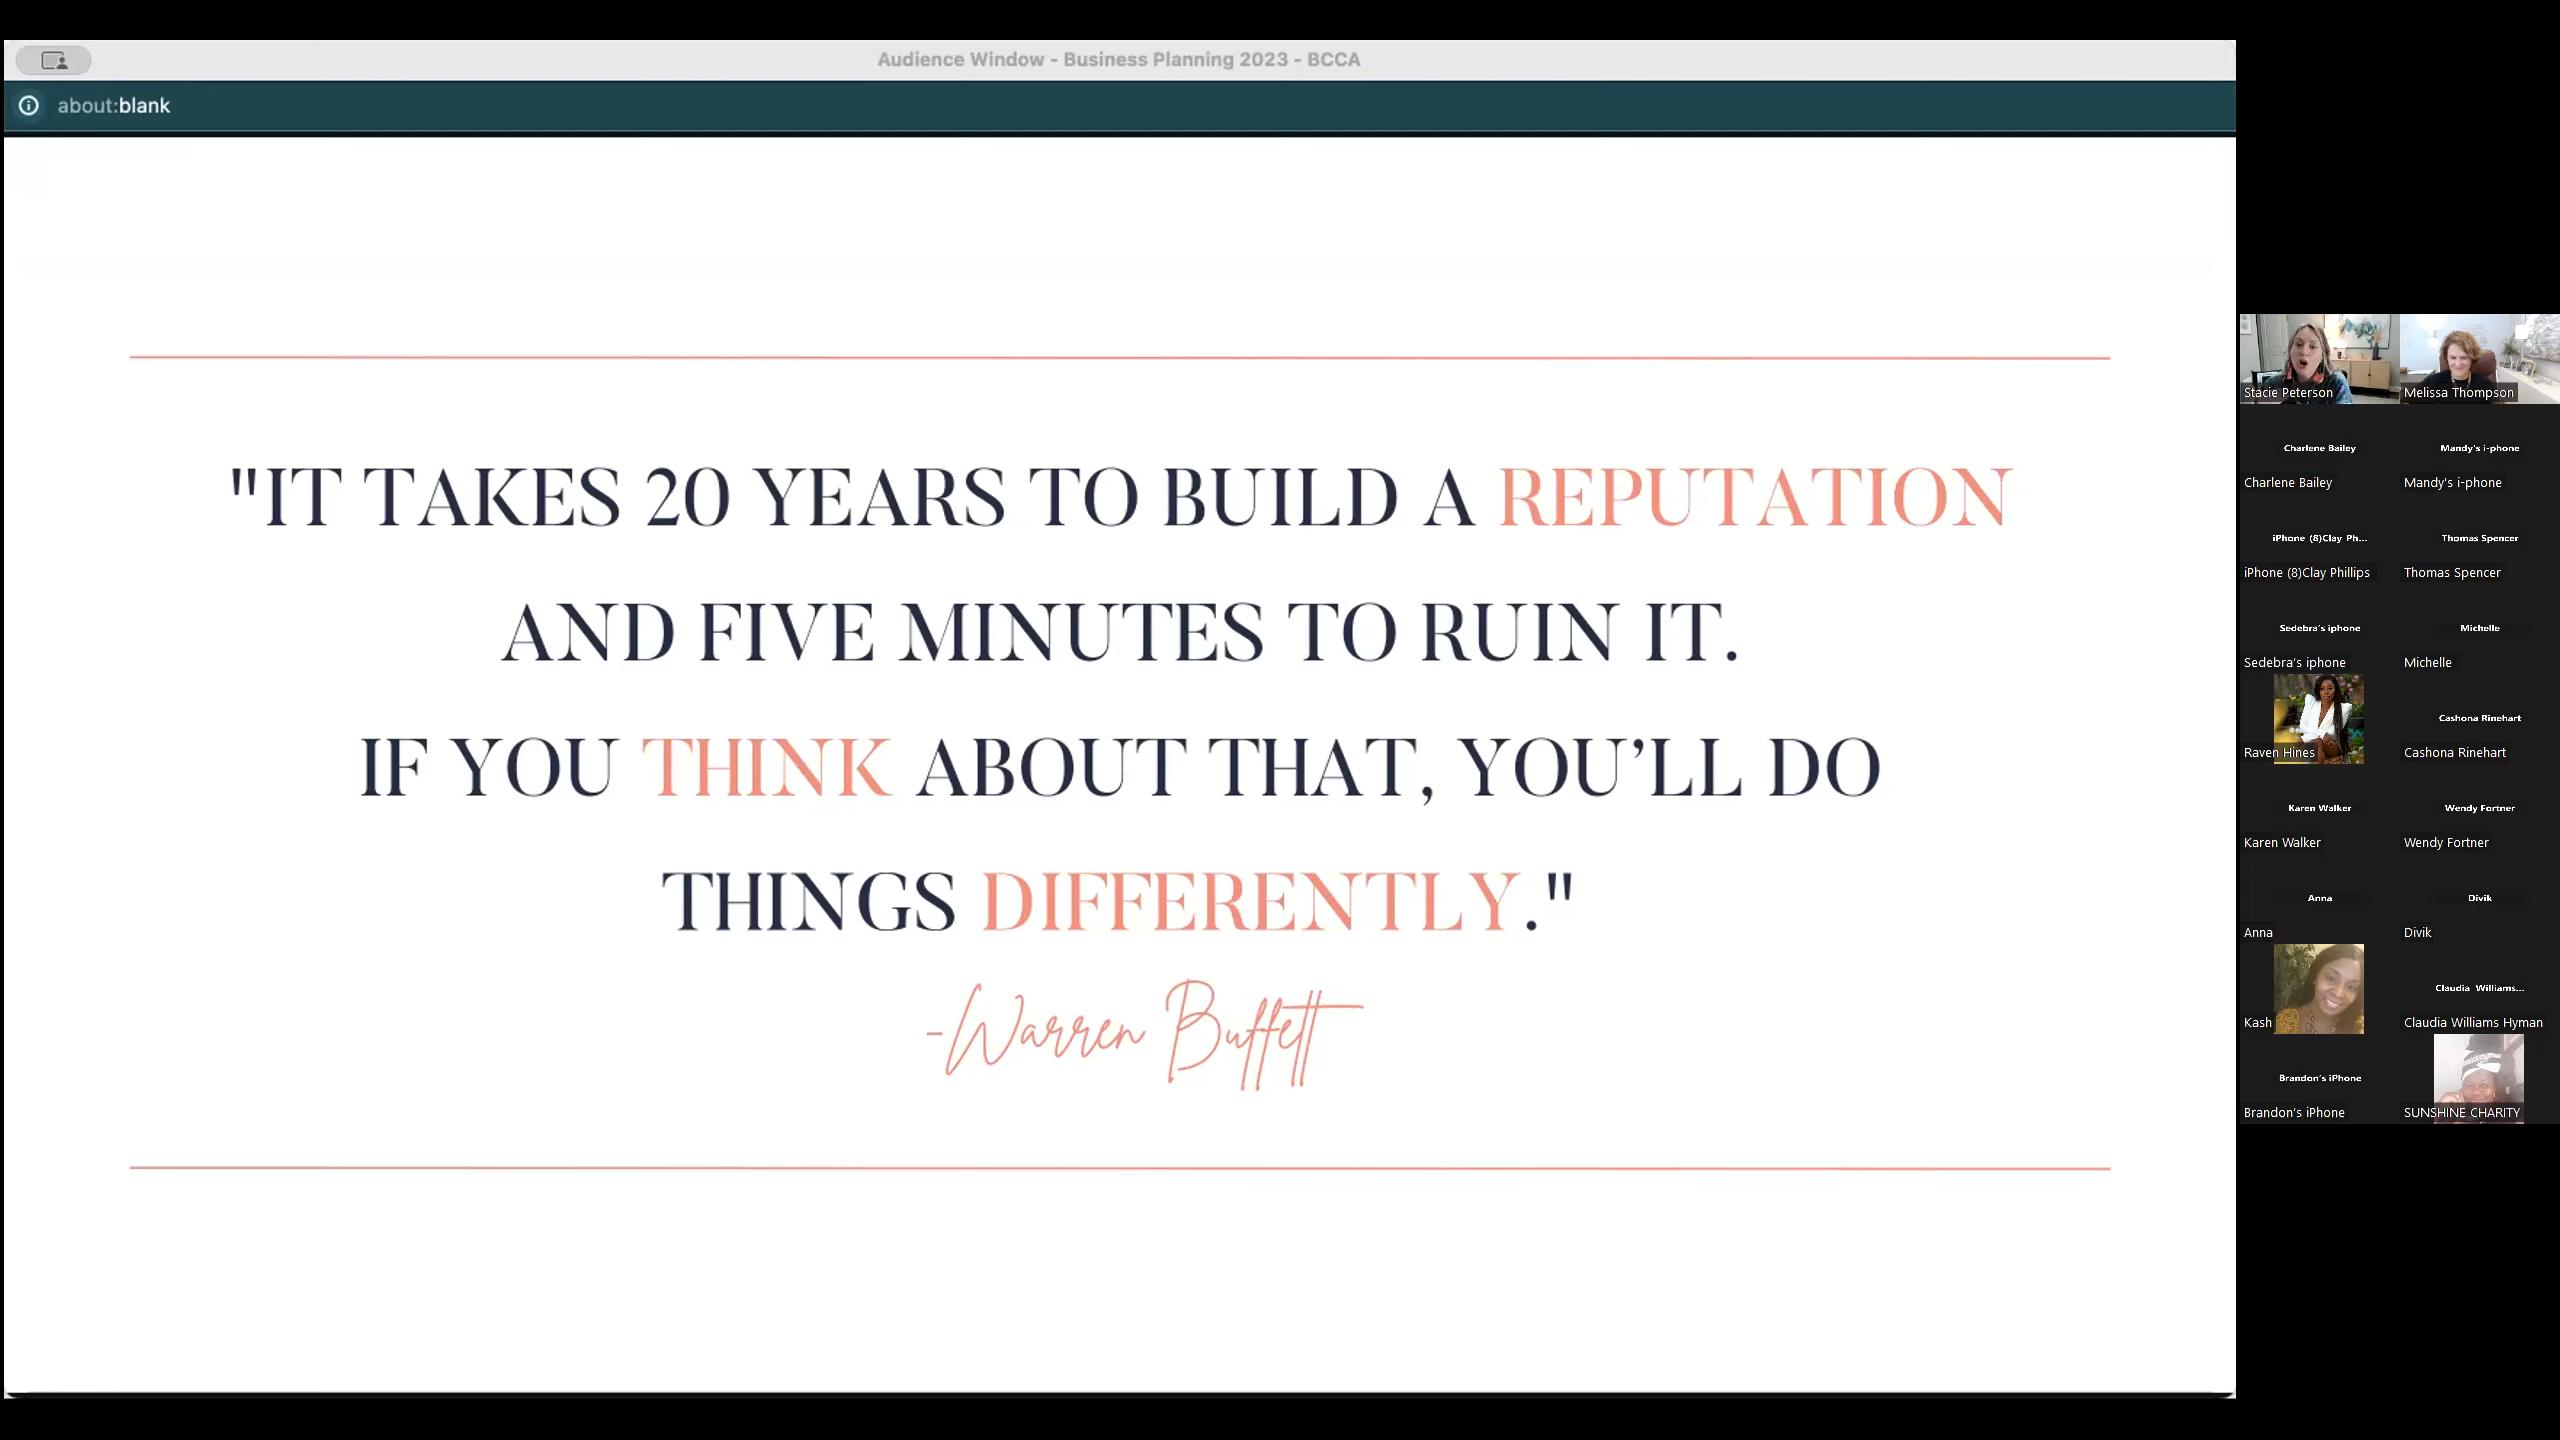 Audience Window - Business Planning 2023 - BCCA
about:blank
"IT TAKES 20 YEARS TO BUILD A REPUTATION
AND FIVE MINUTES TO RUIN IT.
IF YOU THINK ABOUT THAT, YOU’LL DO
THINGS DIFFERENTLY."
-Warren Buffett
Stacie Peterson
Melissa Thompson
Charlene Bailey
Charlene Bailey
Mandy's i-phone
Mandy's i-phone
iPhone (8)Clay Ph...
iPhone (8)Clay Phillips
Thomas Spencer
Thomas Spencer
Sedebra's iphone
Sedebra's iphone
Michelle
Michelle
Raven Hines
Cashona Rinehart
Cashona Rinehart
Karen Walker
Karen Walker
Wendy Fortner
Wendy Fortner
Anna
Anna
Divik
Divik
Kash
Claudia Williams...
Claudia Williams Hyman
Brandon's iPhone
Brandon's iPhone
SUNSHINE CHARITY